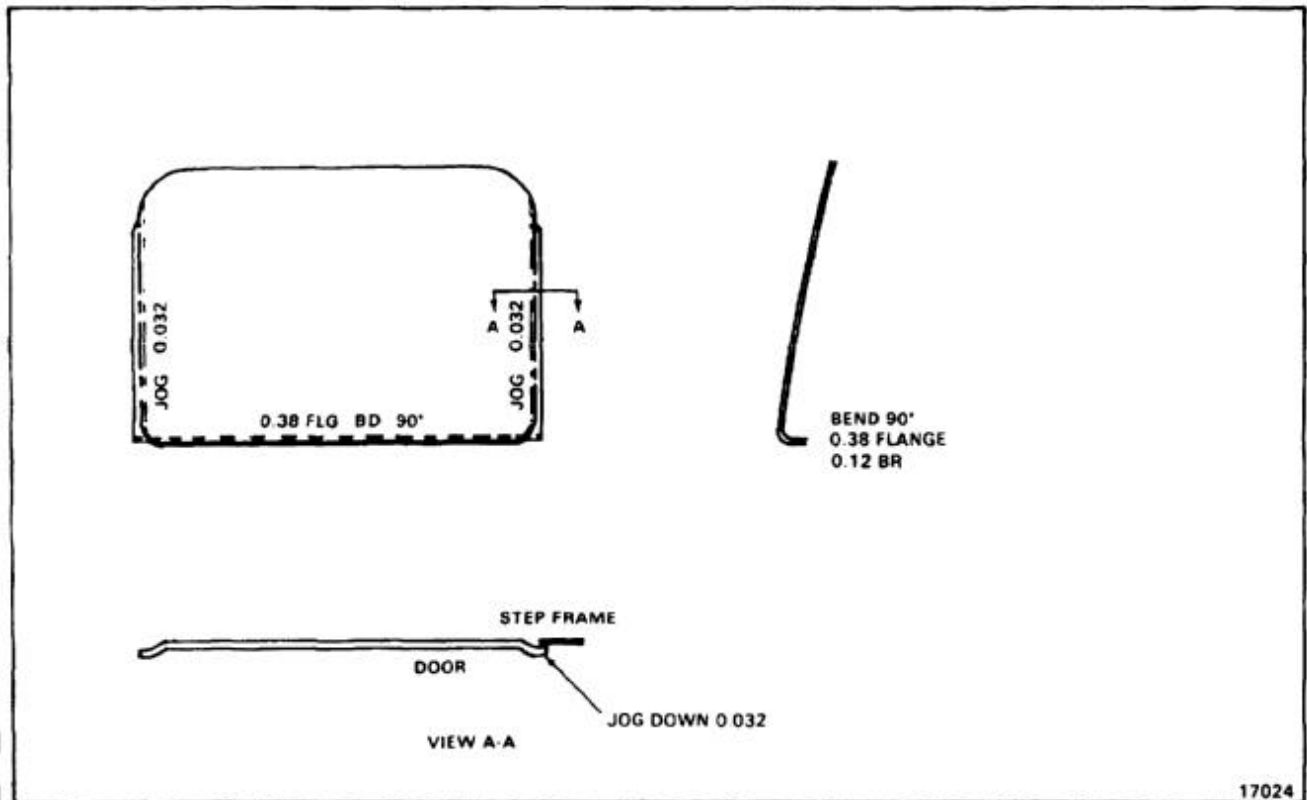 JOG 0.032
A A
JOG 0.032
0.38 FLG BD 90°
BEND 90°
0.38 FLANGE
0.12 BR
STEP FRAME
DOOR
JOG DOWN 0 032
VIEW A-A
17024